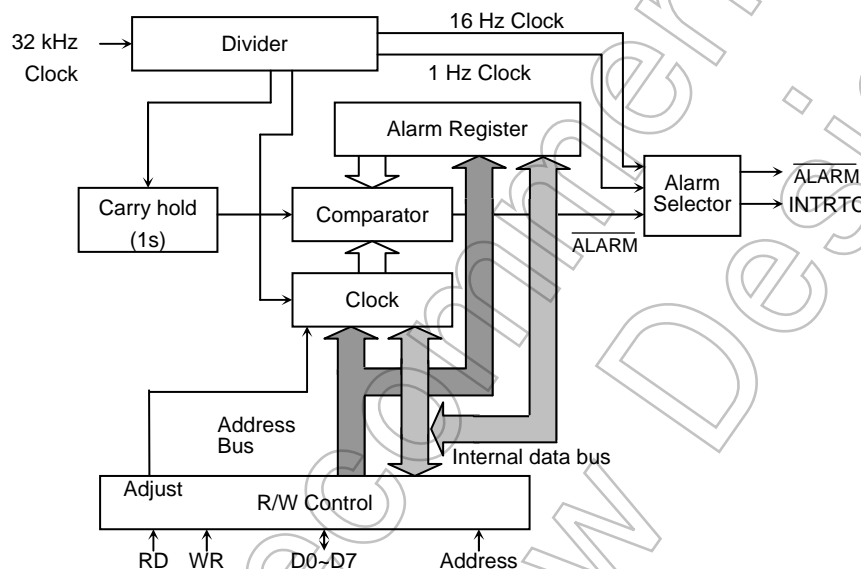 32 kHz
Clock
Divider
16 Hz Clock
1 Hz Clock
Alarm Register
Carry hold
(1s)
Comparator
Clock
ALARM
Alarm
Selector
ALARM
INTRTC
Address
Bus
Internal data bus
Adjust
R/W Control
RD
WR
D0~D7
Address